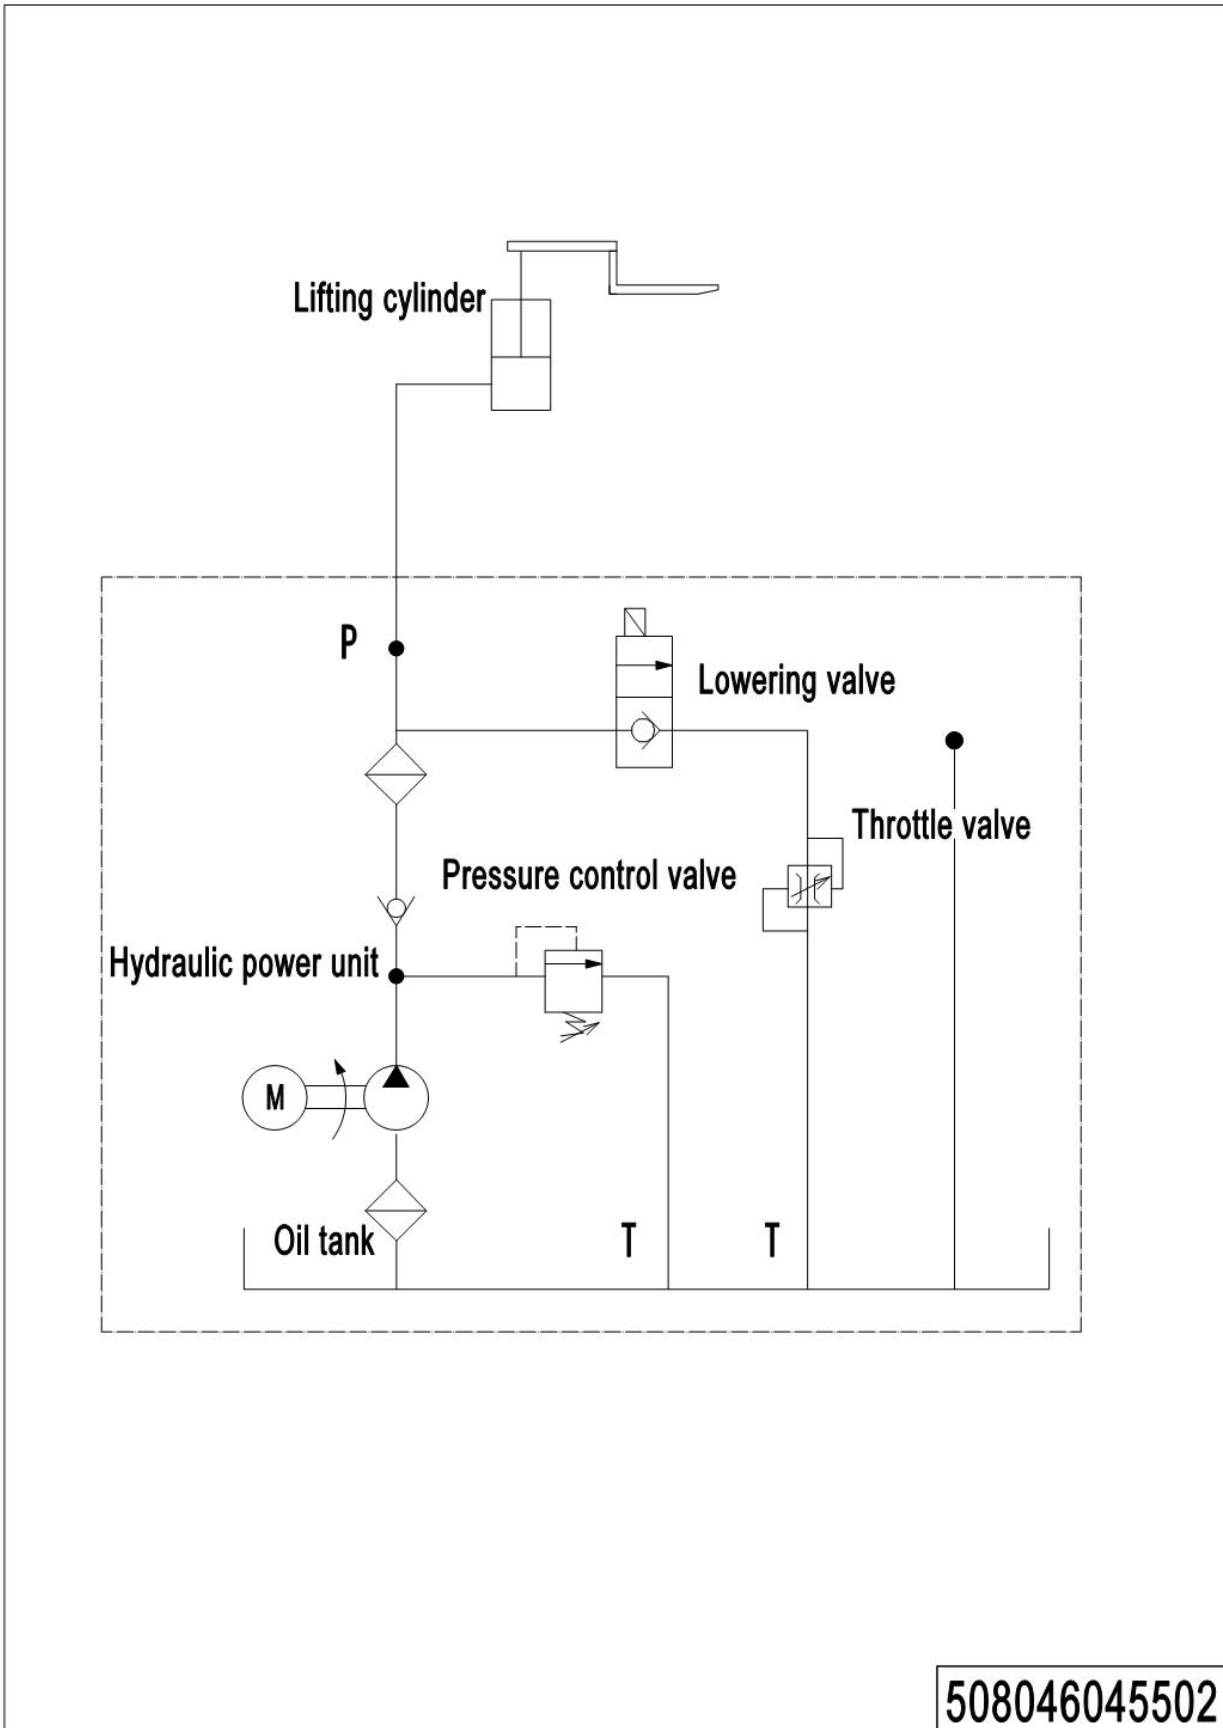 Lifting cylinder
P
Lowering valve
Throttle valve
Pressure control valve
Hydraulic power unit
M
Oil tank
T
T
508046045502